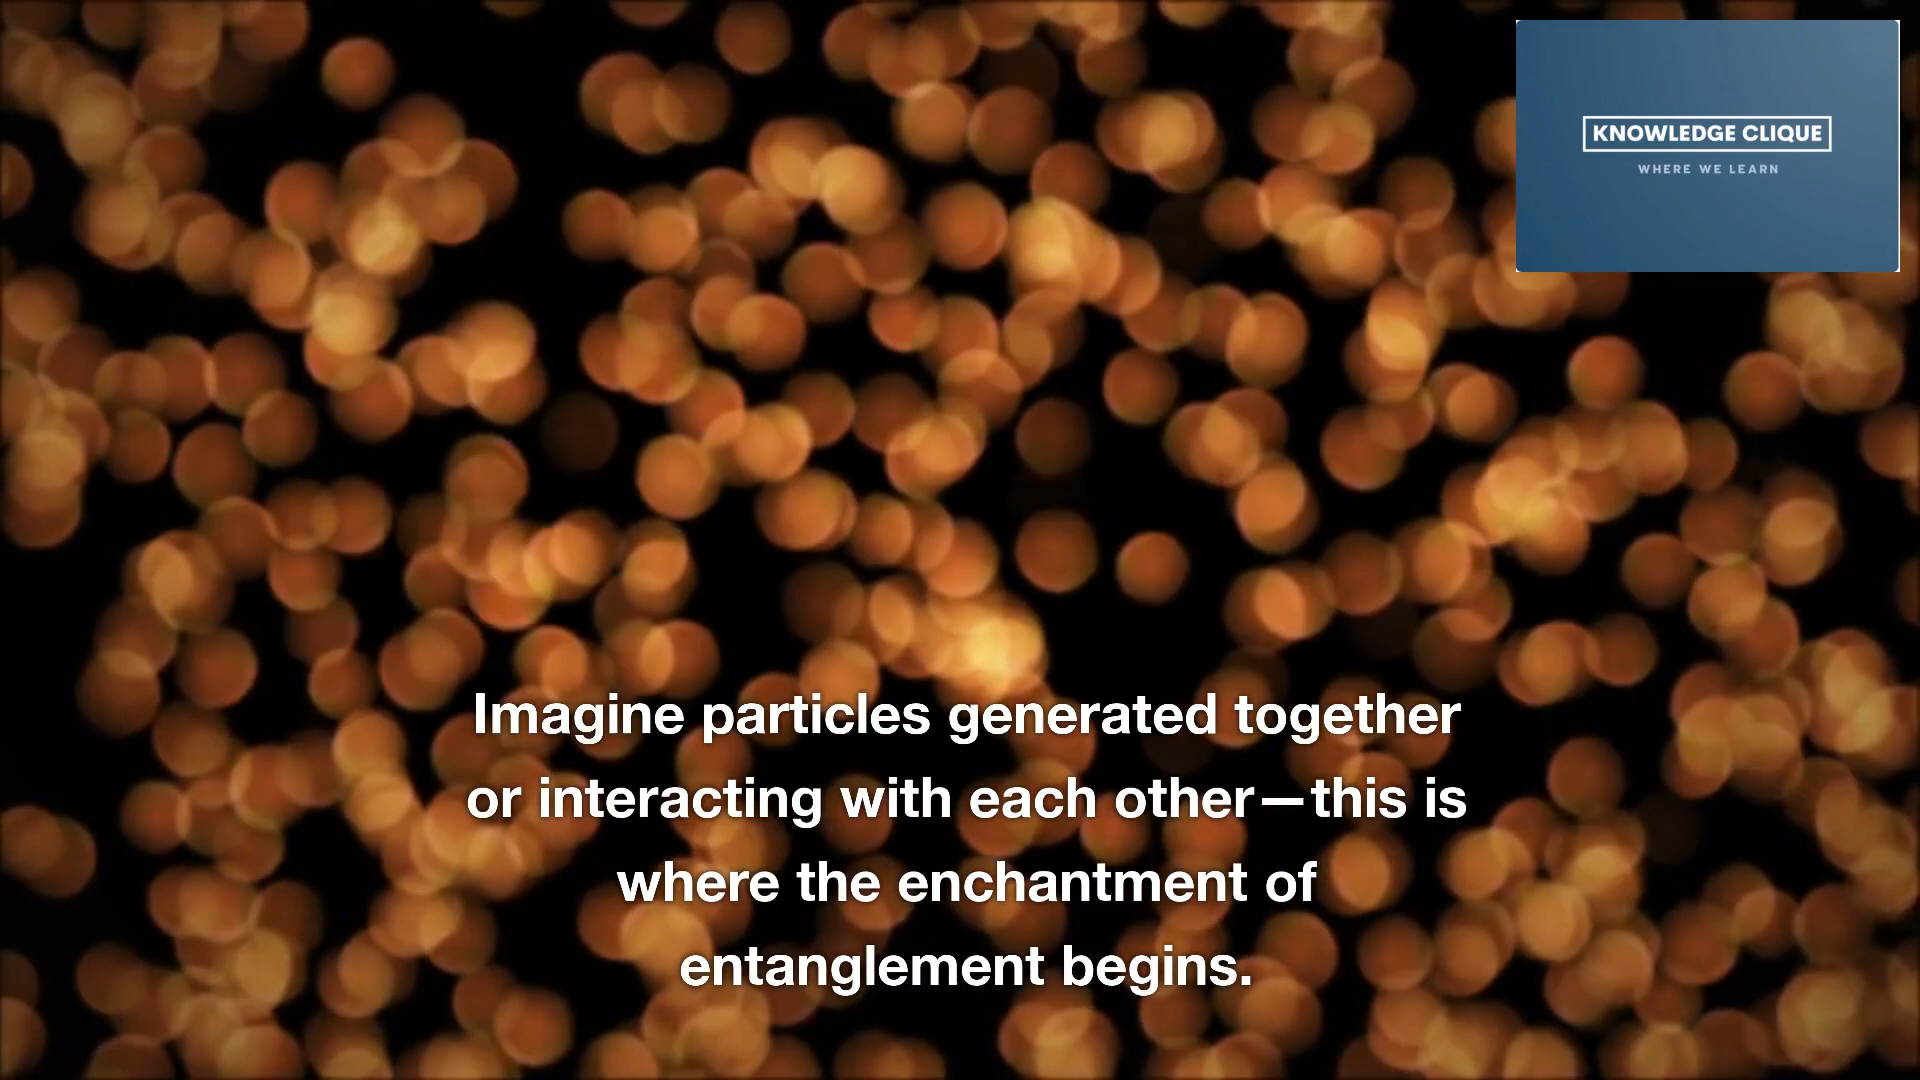 KNOWLEDGE CLIQUE
WHERE WE LEARN
Imagine particles generated together
or interacting with each other—this is
where the enchantment of
entanglement begins.